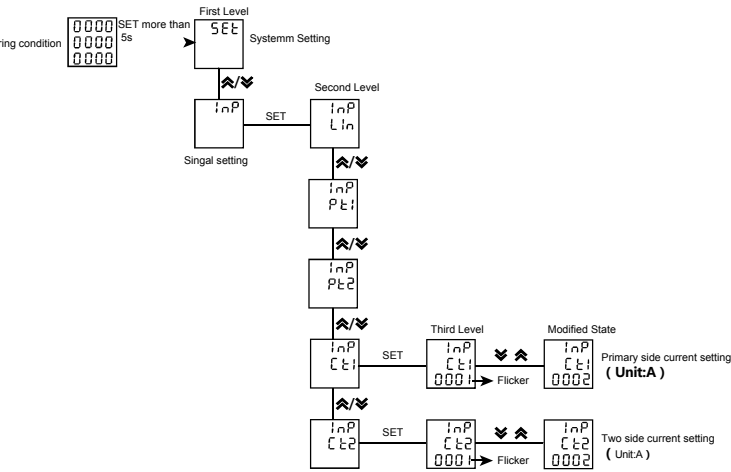 First Level
ring condition
0000
0000
0000
SET more than
5s
SEt
Systemm Setting
InP
Singal setting
SET
Second Level
InP
LIn
InP
Pt1
InP
Pt2
InP
Ct1
SET
Third Level
InP
Ct1
0001
Flicker
Modified State
InP
Ct1
0002
Primary side current setting
( Unit:A )
InP
Ct2
SET
InP
Ct2
0001
Flicker
InP
Ct2
0002
Two side current setting
( Unit:A )